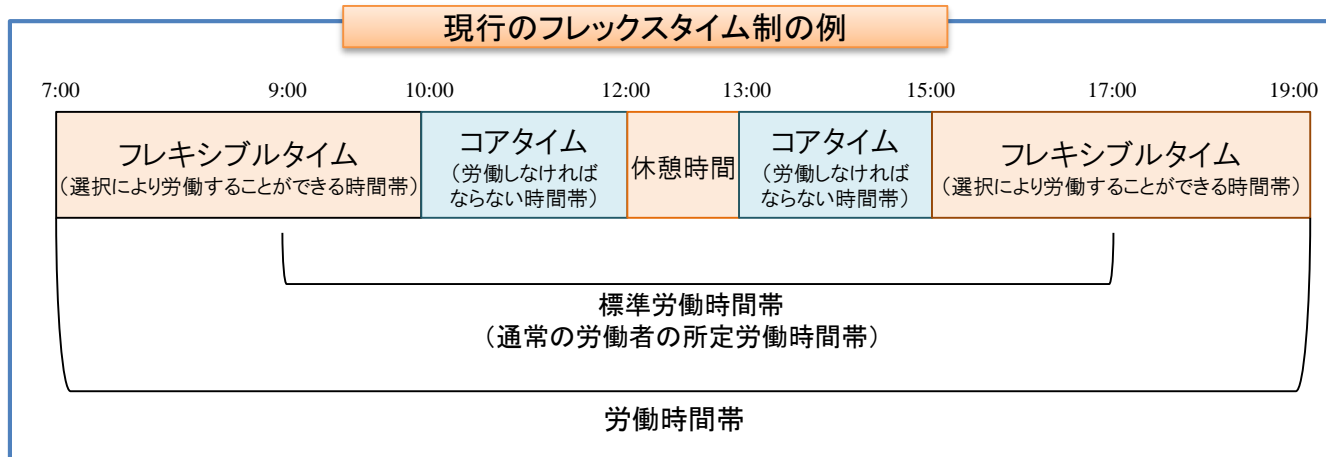 現行のフレックスタイム制の例
7:00 9:00 10:00 12:00 13:00 15:00 17:00 19:00
フレキシブルタイム
（選択により労働することができる時間帯）
コアタイム
（労働しなければ
ならない時間帯）
休憩時間
コアタイム
（労働しなければ
ならない時間帯）
フレキシブルタイム
（選択により労働することができる時間帯）
標準労働時間帯
（通常の労働者の所定労働時間帯）
労働時間帯